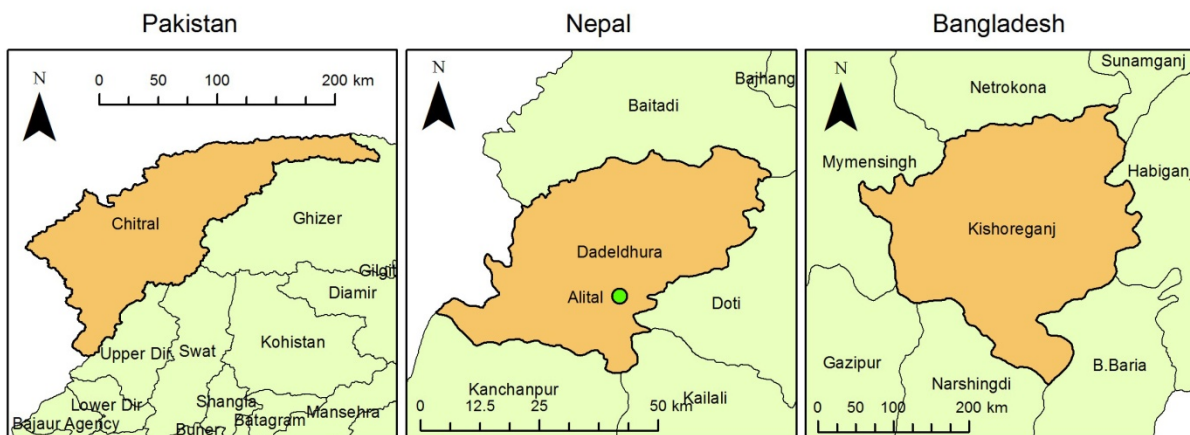 Pakistan
N
0 50 100 200 km
Chitral
Ghizer
Gilgit
Diamir
Kohistan
Upper Dir
Swat
Lower Dir
Shangla
Mansehra
Bajaur Agency
Buner
Batagram
Nepal
N
Bajhang
Baitadi
Dadeldhura
Alital
Doti
Kanchanpur
Kailali
0 12.5 25 50 km
Bangladesh
N
Sunamganj
Netrokona
Mymensingh
Habiganj
Kishoreganj
Gazipur
Narshingdi
B.Baria
0 50 100 200 km